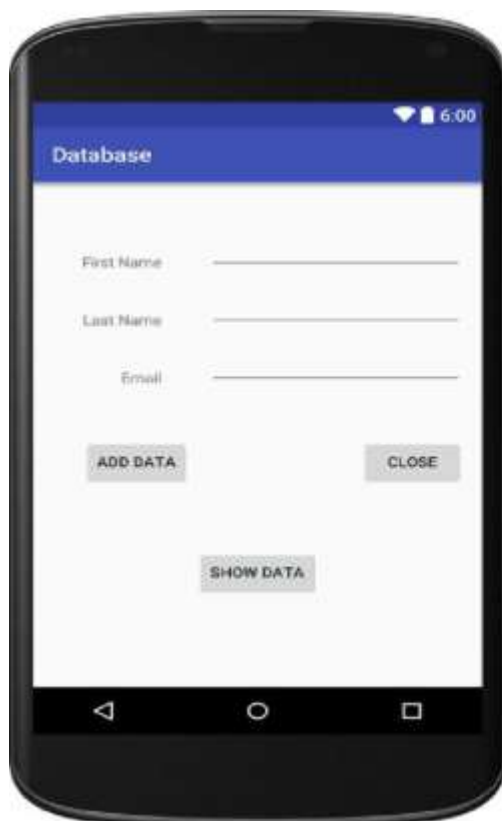 6:00
Database
First Name
Last Name
Email
ADD DATA
CLOSE
SHOW DATA